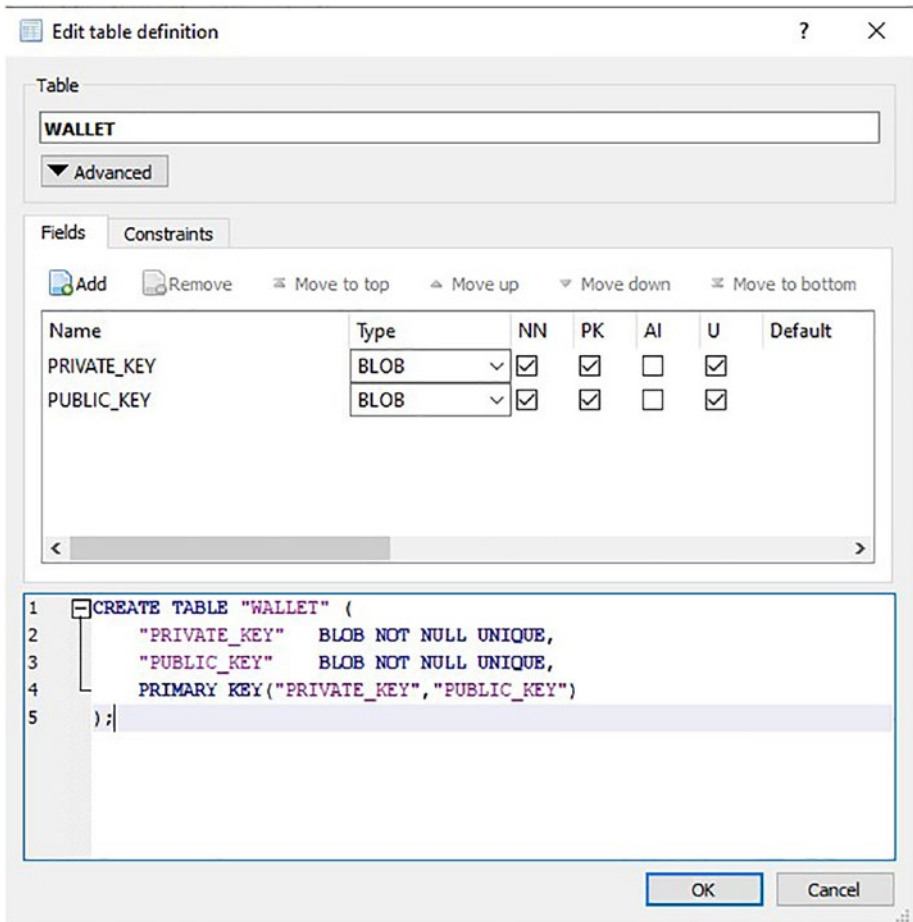 Edit table definition ? ×
Table
WALLET
Advanced
Fields Constraints
Add Remove Move to top Move up Move down Move to bottom
Name Type NN PK AI U Default
PRIVATE_KEY BLOB
PUBLIC_KEY BLOB
1 CREATE TABLE "WALLET" (
2 "PRIVATE_KEY" BLOB NOT NULL UNIQUE,
3 "PUBLIC_KEY" BLOB NOT NULL UNIQUE,
4 PRIMARY KEY("PRIVATE_KEY","PUBLIC_KEY")
5 );
OK Cancel